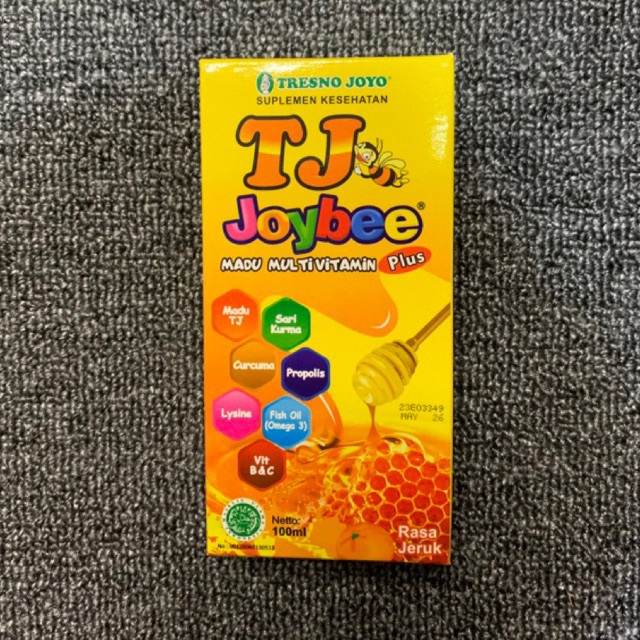 TRESNO JOYO®
SUPLEMEN KESEHATAN
TJ
Joybee®
MADU MULTIVITAMIN Plus
Madu
TJ
Sari
Kurma
Curcuma
Propolis
Lysine
Fish Oil
(Omega 3)
Vit
B & C
23E03349
MAY 26
Netto:
100ml
Rasa
Jeruk